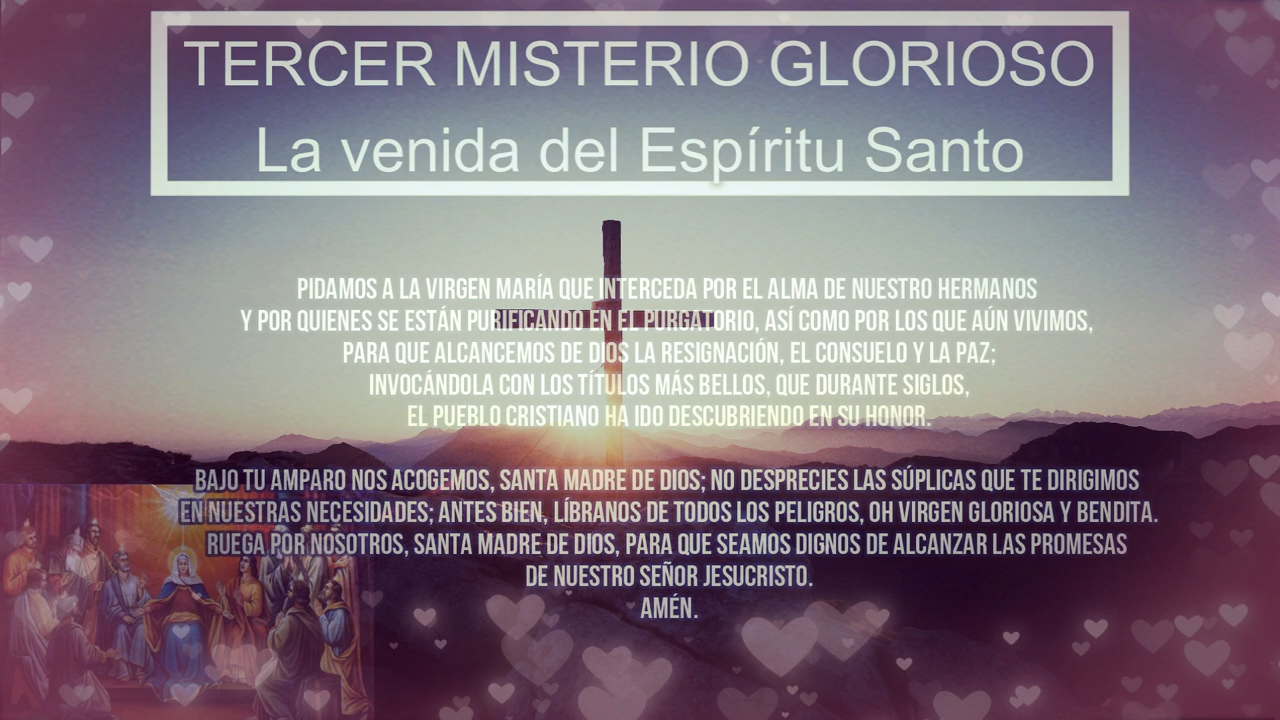 TERCER MISTERIO GLORIOSO
La venida del Espíritu Santo
PIDAMOS A LA VIRGEN MARÍA QUE INTERCEDA POR EL ALMA DE NUESTRO HERMANOS
Y POR QUIENES SE ESTÁN PURIFICANDO EN EL PURGATORIO, ASÍ COMO POR LOS QUE AÚN VIVIMOS,
PARA QUE ALCANCEMOS DE DIOS LA RESIGNACIÓN, EL CONSUELO Y LA PAZ;
INVOCÁNDOLA CON LOS TÍTULOS MÁS BELLOS, QUE DURANTE SIGLOS,
EL PUEBLO CRISTIANO HA IDO DESCUBRIENDO EN SU HONOR.
BAJO TU AMPARO NOS ACOGEMOS, SANTA MADRE DE DIOS; NO DESPRECIES LAS SÚPLICAS QUE TE DIRIGIMOS
EN NUESTRAS NECESIDADES; ANTES BIEN, LÍBRANOS DE TODOS LOS PELIGROS, OH VIRGEN GLORIOSA Y BENDITA.
RUEGA POR NOSOTROS, SANTA MADRE DE DIOS, PARA QUE SEAMOS DIGNOS DE ALCANZAR LAS PROMESAS
DE NUESTRO SEÑOR JESUCRISTO.
AMÉN.